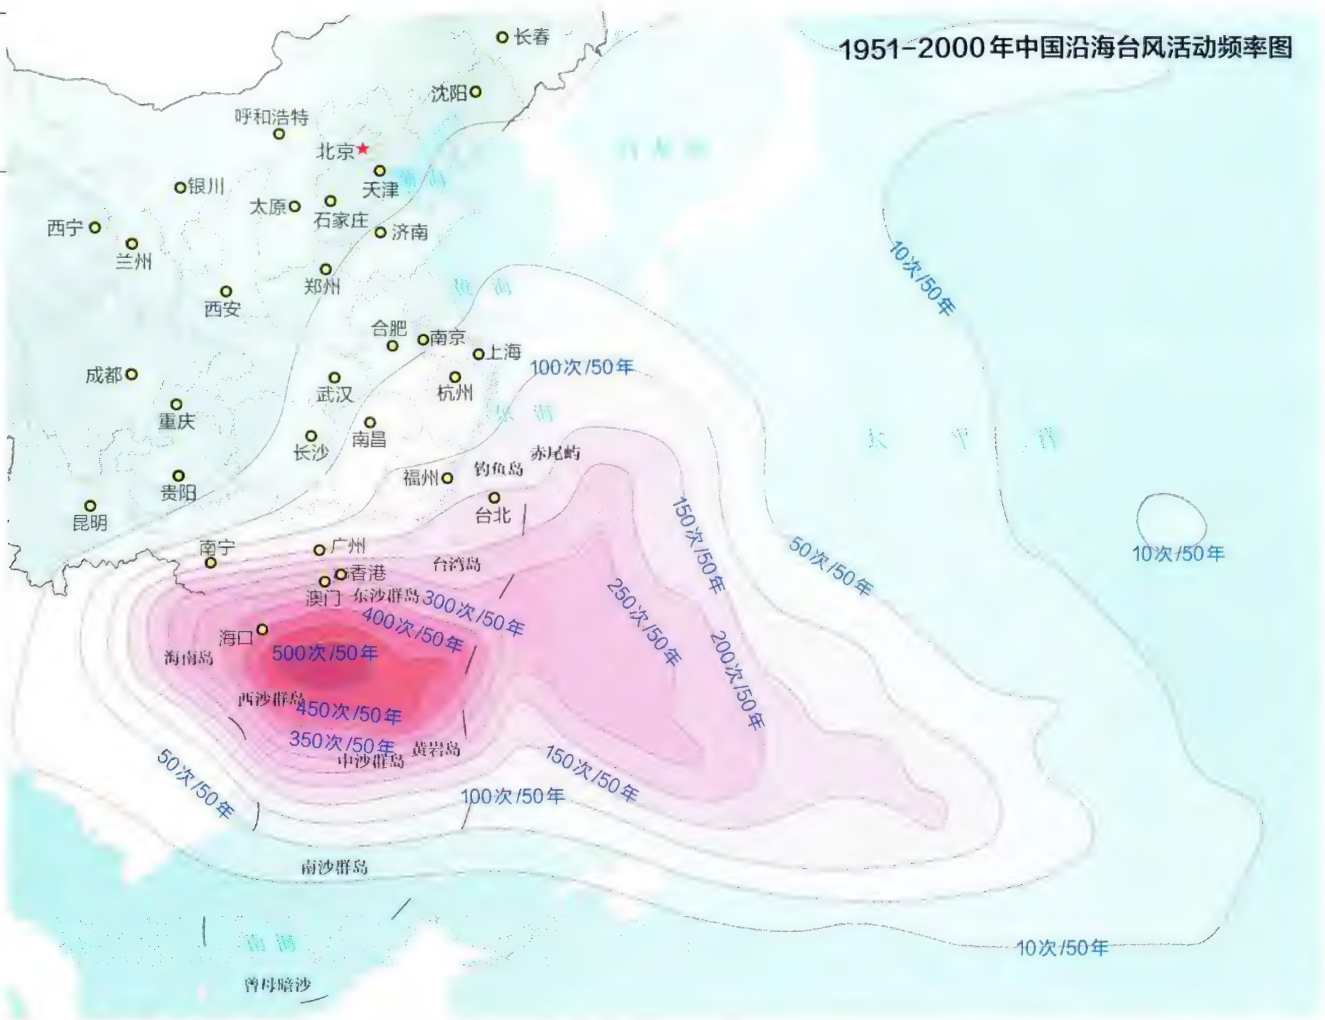 1951-2000年中国沿海台风活动频率图
长春
沈阳
呼和浩特
北京
天津
渤海
银川
太原
石家庄
济南
西宁
兰州
郑州
西安
黄海
合肥
南京
上海
成都
武汉
杭州
100次/50年
重庆
东海
南昌
长沙
10次/50年
太平洋
赤尾屿
钓鱼岛
福州
贵阳
台北
昆明
150次/50年
50次/50年
10次/50年
南宁
广州
台湾岛
香港
澳门
东沙群岛
300次/50年
400次/50年
250次/50年
海口
500次/50年
海南岛
200次/50年
西沙群岛
450次/50年
350次/50年
黄岩岛
中沙群岛
50次/50年
150次/50年
100次/50年
南沙群岛
南海
10次/50年
曾母暗沙